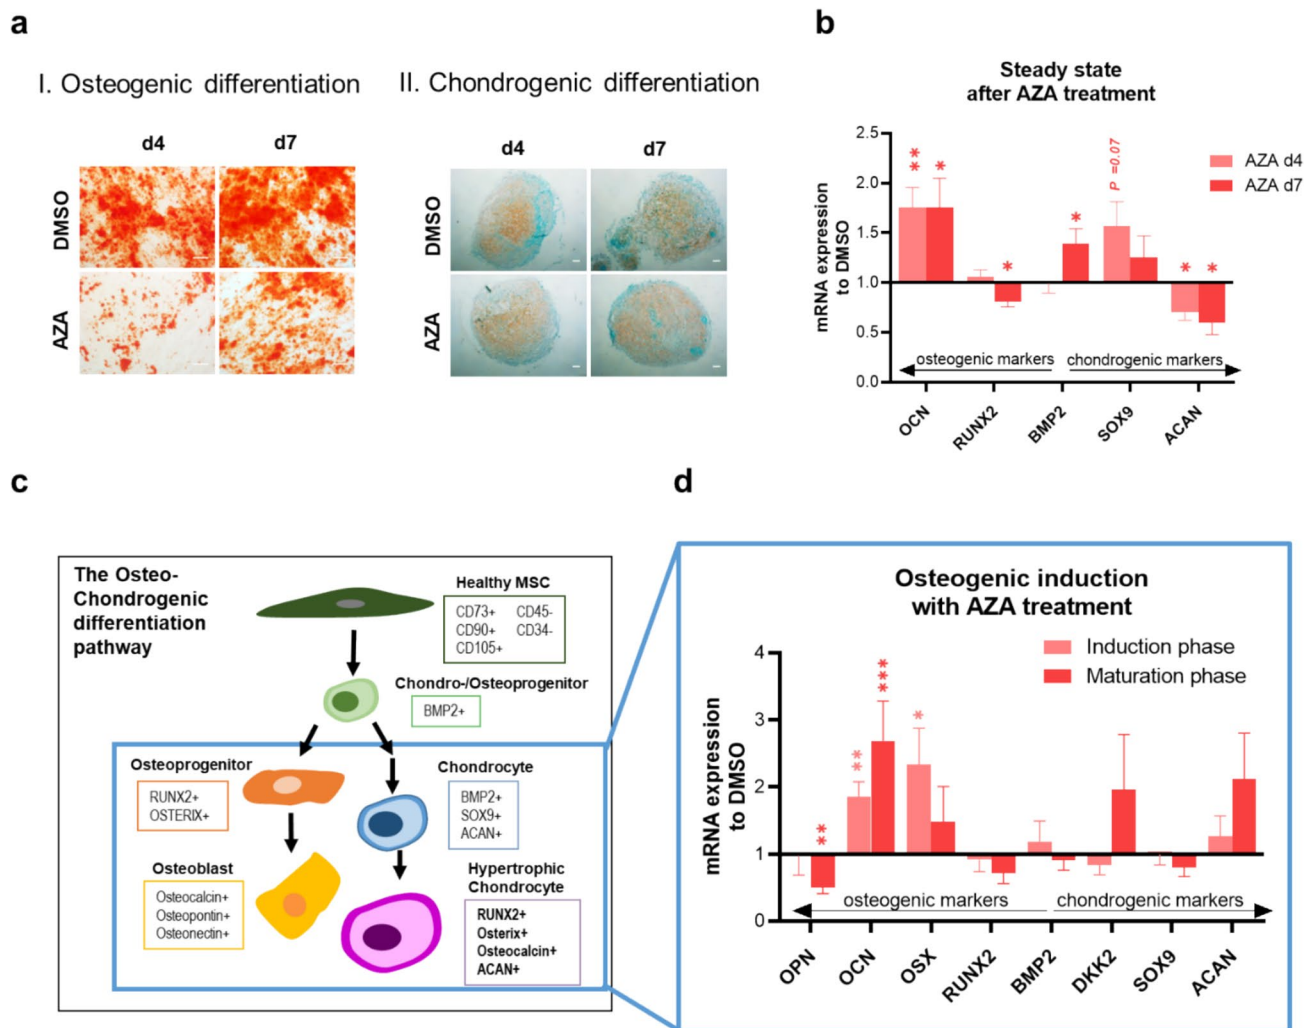 a
I. Osteogenic differentiation
d4
d7
DMSO
AZA
II. Chondrogenic differentiation
d4
d7
DMSO
AZA
b
Steady state
after AZA treatment
mRNA expression
to DMSO
2.5
2.0
1.5
1.0
0.5
0.0
**
*
*
*
P =0.07
*
*
AZA d4
AZA d7
osteogenic markers
chondrogenic markers
OCN
RUNX2
BMP2
SOX9
ACAN
c
The Osteo-
Chondrogenic
differentiation
pathway
Healthy MSC
CD73+ CD45-
CD90+ CD34-
CD105+
Chondro-/Osteoprogenitor
BMP2+
Osteoprogenitor
RUNX2+
OSTERIX+
Osteoblast
Osteocalcin+
Osteopontin+
Osteonectin+
Chondrocyte
BMP2+
SOX9+
ACAN+
Hypertrophic
Chondrocyte
RUNX2+
Osterix+
Osteocalcin+
ACAN+
d
Osteogenic induction
with AZA treatment
Induction phase
Maturation phase
mRNA expression
to DMSO
4
3
2
1
0
**
**
***
*
osteogenic markers
chondrogenic markers
OPN
OCN
OSX
RUNX2
BMP2
DKK2
SOX9
ACAN